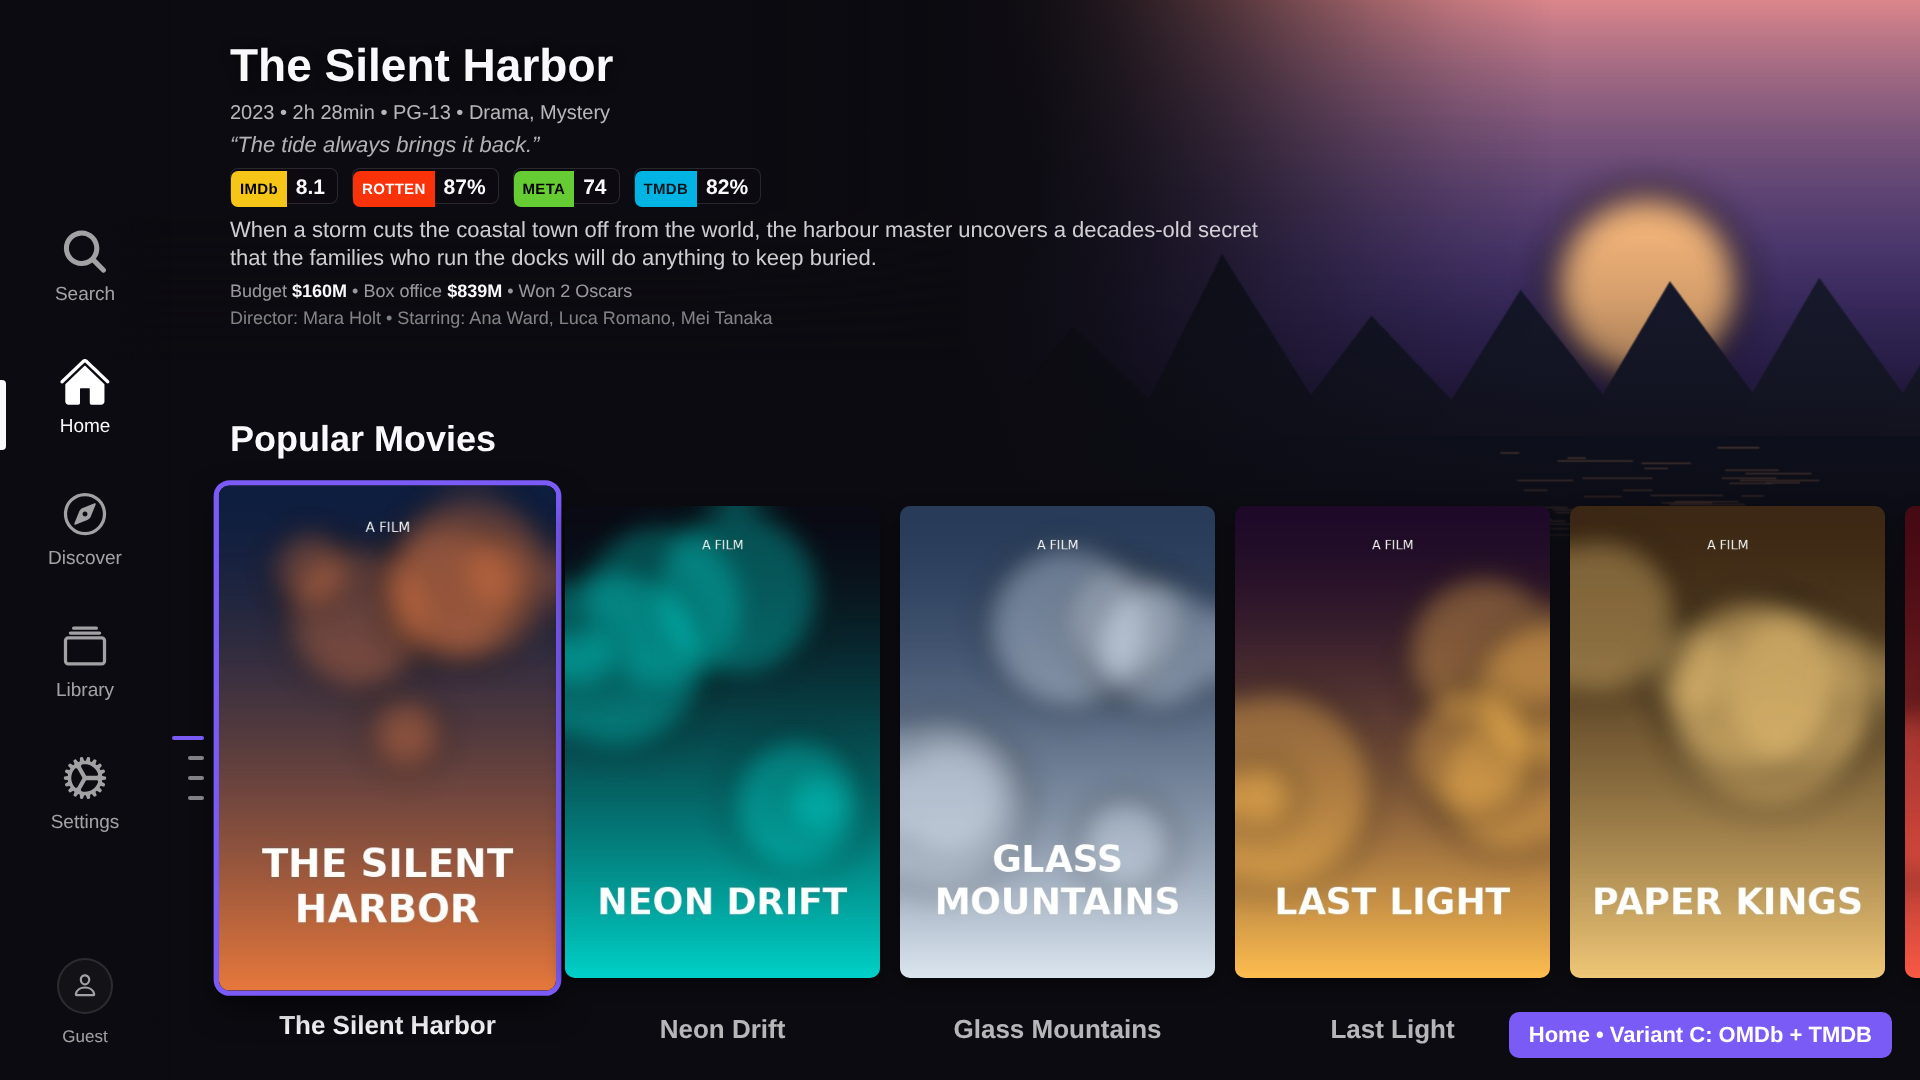 The Silent Harbor
2023 • 2h 28min • PG-13 • Drama, Mystery
“The tide always brings it back.”
IMDb 8.1 ROTTEN 87% META 74 TMDB 82%
When a storm cuts the coastal town off from the world, the harbour master uncovers a decades-old secret
that the families who run the docks will do anything to keep buried.
Budget $160M • Box office $839M • Won 2 Oscars
Director: Mara Holt • Starring: Ana Ward, Luca Romano, Mei Tanaka
Search
Home
Discover
Library
Settings
Guest
Popular Movies
A FILM
THE SILENT
HARBOR
The Silent Harbor
A FILM
NEON DRIFT
Neon Drift
A FILM
GLASS
MOUNTAINS
Glass Mountains
A FILM
LAST LIGHT
Last Light
A FILM
PAPER KINGS
Home • Variant C: OMDb + TMDB